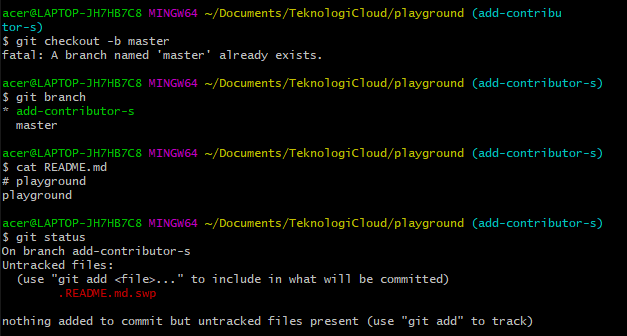 acer@LAPTOP-JH7HB7C8 MINGW64 ~/Documents/TeknologiCloud/playground (add-contribu
tor-s)
$ git checkout -b master
fatal: A branch named 'master' already exists.
acer@LAPTOP-JH7HB7C8 MINGW64 ~/Documents/TeknologiCloud/playground (add-contributor-s)
$ git branch
* add-contributor-s
  master
acer@LAPTOP-JH7HB7C8 MINGW64 ~/Documents/TeknologiCloud/playground (add-contributor-s)
$ cat README.md
# playground
playground
acer@LAPTOP-JH7HB7C8 MINGW64 ~/Documents/TeknologiCloud/playground (add-contributor-s)
$ git status
On branch add-contributor-s
Untracked files:
  (use "git add <file>..." to include in what will be committed)
        .README.md.swp
nothing added to commit but untracked files present (use "git add" to track)